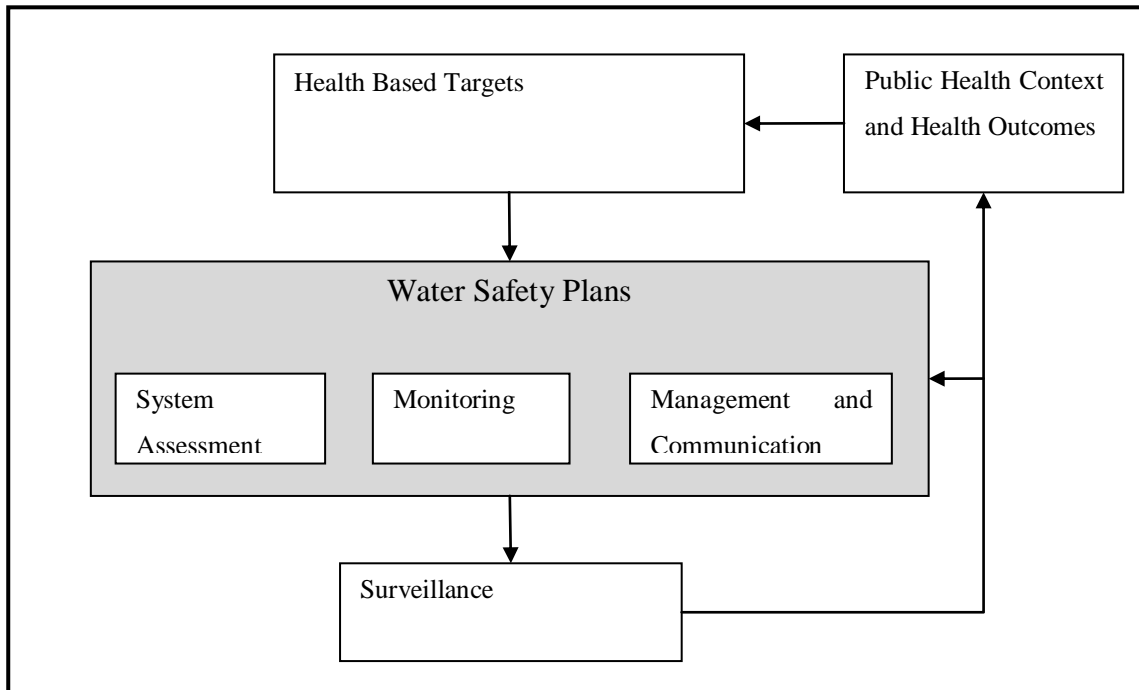 Health Based Targets
Public Health Context
and Health Outcomes
Water Safety Plans
System
Assessment
Monitoring
Management and
Communication
Surveillance